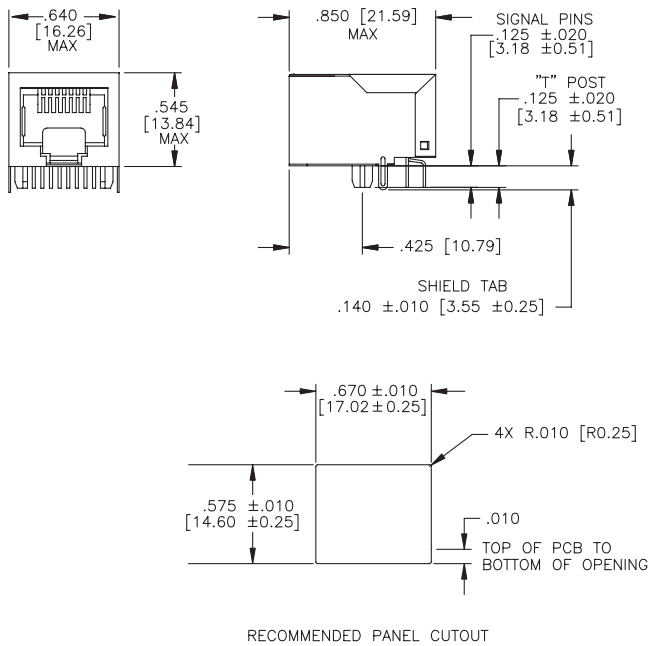 .640
[16.26]
MAX
.545
[13.84]
MAX
.850 [21.59]
MAX
SIGNAL PINS
.125 ±.020
[3.18 ±0.51]
"T" POST
.125 ±.020
[3.18 ±0.51]
.425 [10.79]
SHIELD TAB
.140 ±.010 [3.55 ±0.25]
.670 ±.010
[17.02±0.25]
4X R.010 [R0.25]
.575 ±.010
[14.60 ±0.25]
.010
TOP OF PCB TO
BOTTOM OF OPENING
RECOMMENDED PANEL CUTOUT